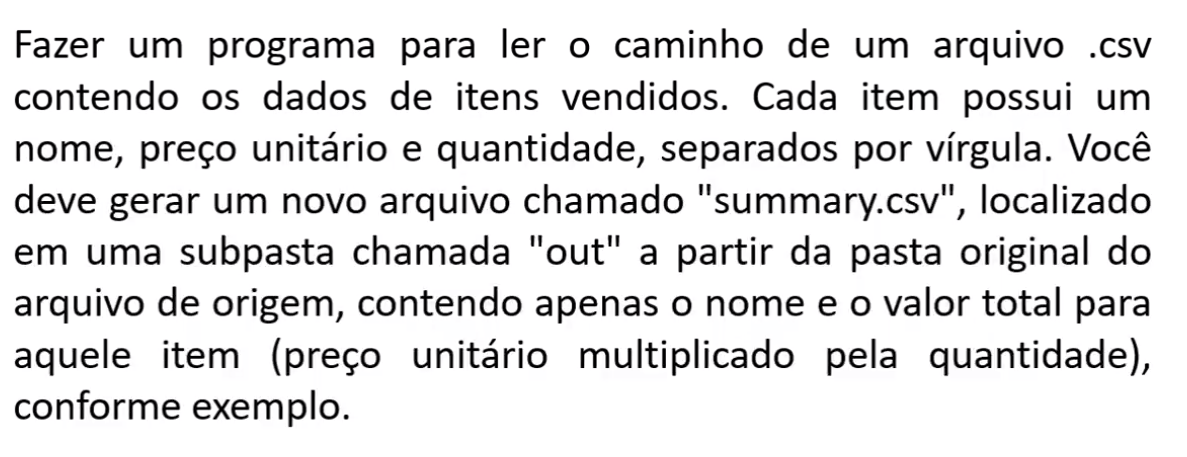 Fazer um programa para ler o caminho de um arquivo .csv
contendo os dados de itens vendidos. Cada item possui um
nome, preço unitário e quantidade, separados por vírgula. Você
deve gerar um novo arquivo chamado "summary.csv", localizado
em uma subpasta chamada "out" a partir da pasta original do
arquivo de origem, contendo apenas o nome e o valor total para
aquele item (preço unitário multiplicado pela quantidade),
conforme exemplo.